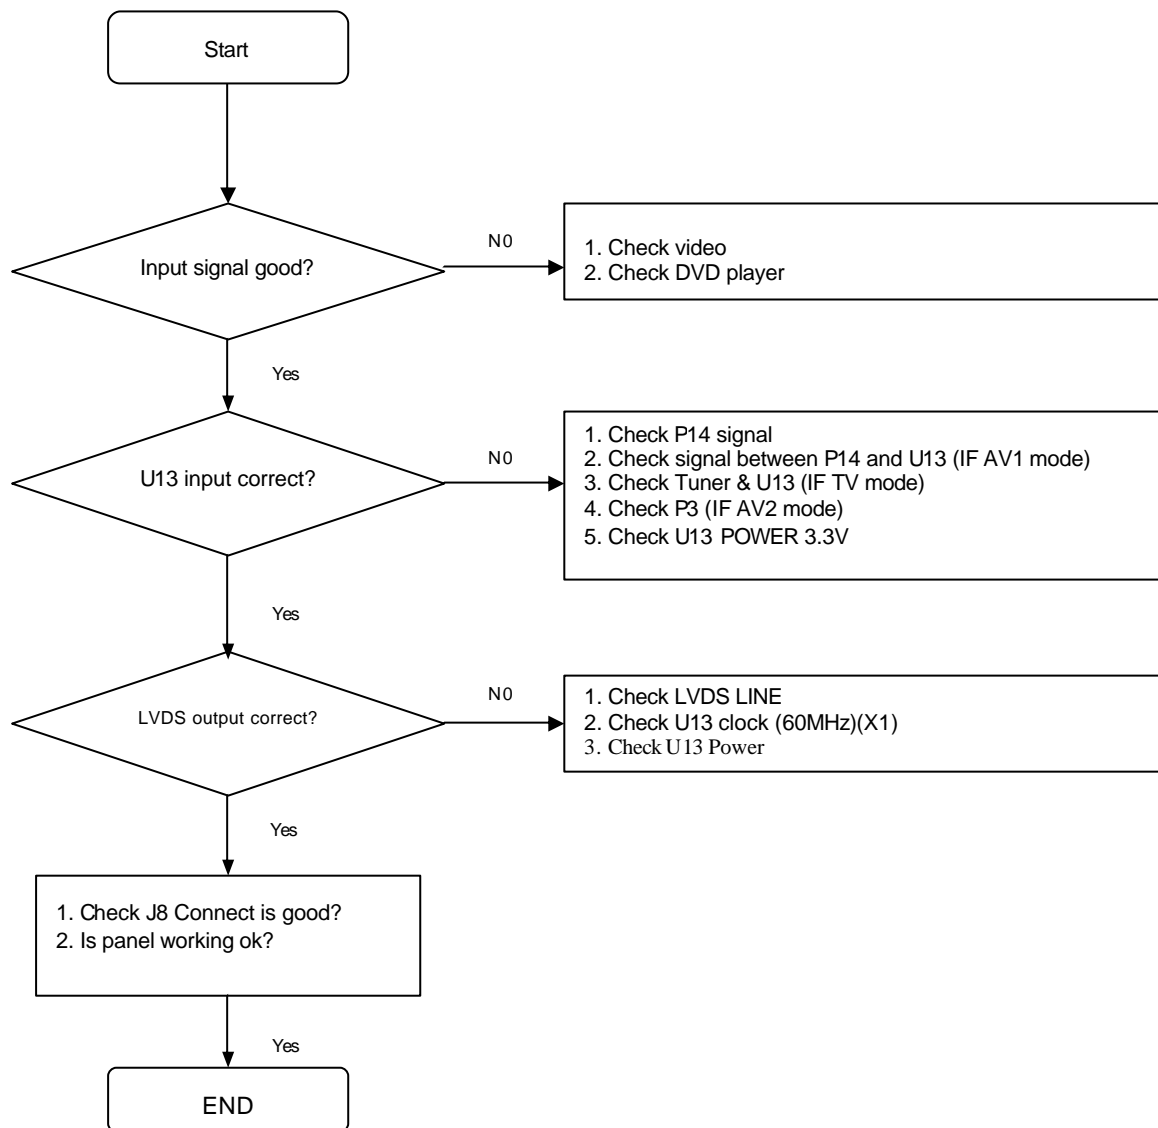 Start
Input signal good?
N0
1. Check video
2. Check DVD player
Yes
U13 input correct?
N0
1. Check P14 signal
2. Check signal between P14 and U13 (IF AV1 mode)
3. Check Tuner & U13 (IF TV mode)
4. Check P3 (IF AV2 mode)
5. Check U13 POWER 3.3V
Yes
LVDS output correct?
N0
1. Check LVDS LINE
2. Check U13 clock (60MHz)(X1)
3. Check U13 Power
Yes
1. Check J8 Connect is good?
2. Is panel working ok?
Yes
END